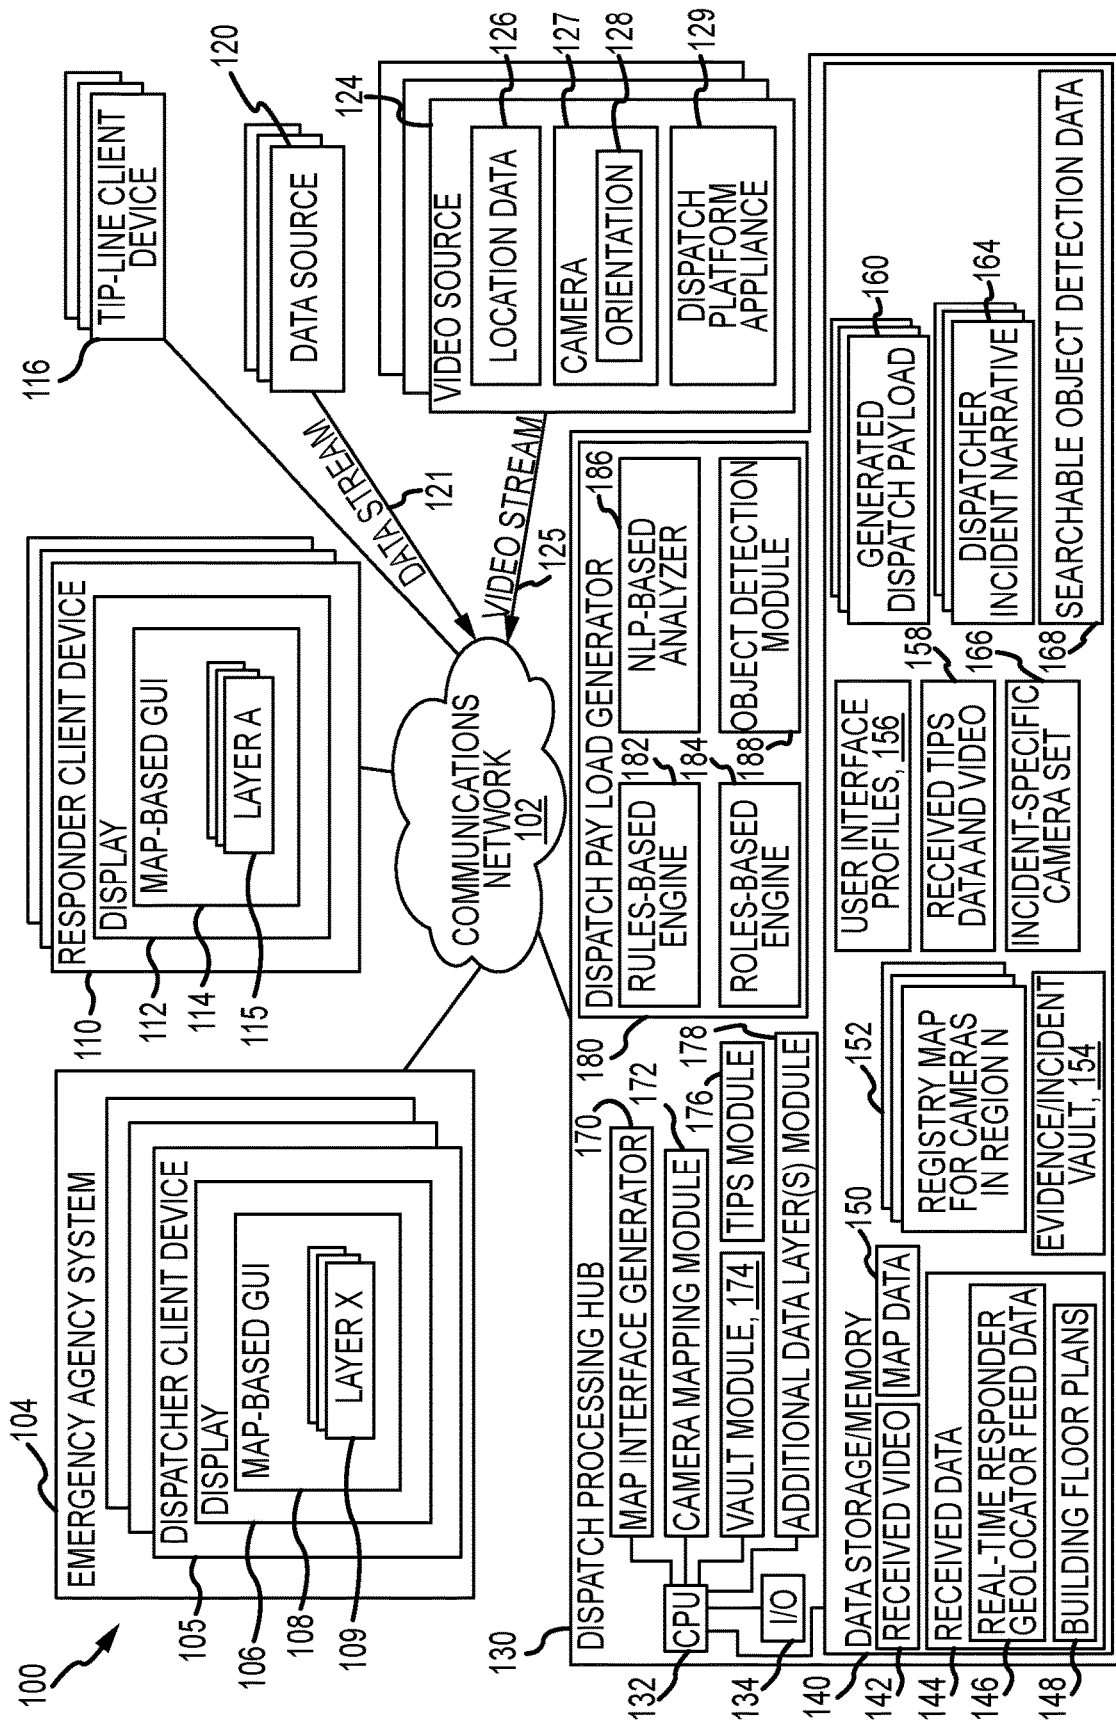 100
104
EMERGENCY AGENCY SYSTEM
DISPATCHER CLIENT DEVICE
DISPLAY
MAP-BASED GUI
LAYER X
105
106
108
109
110
RESPONDER CLIENT DEVICE
DISPLAY
MAP-BASED GUI
LAYER A
112
114
115
116
TIP-LINE CLIENT
DEVICE
120
DATA SOURCE
DATA STREAM
121
124
VIDEO SOURCE
LOCATION DATA
126
CAMERA
127
ORIENTATION
128
DISPATCH
PLATFORM
APPLIANCE
129
VIDEO STREAM
125
COMMUNICATIONS
NETWORK
102
130
DISPATCH PROCESSING HUB
CPU
132
I/O
134
170
MAP INTERFACE GENERATOR
172
CAMERA MAPPING MODULE
VAULT MODULE, 174
176
TIPS MODULE
178
ADDITIONAL DATA LAYER(S) MODULE
180
DISPATCH PAY LOAD GENERATOR
RULES-BASED
ENGINE
182
ROLES-BASED
ENGINE
184
186
NLP-BASED
ANALYZER
188
OBJECT DETECTION
MODULE
140
DATA STORAGE/MEMORY
142
RECEIVED VIDEO
150
MAP DATA
144
RECEIVED DATA
146
REAL-TIME RESPONDER
GEOLOCATOR FEED DATA
148
BUILDING FLOOR PLANS
152
REGISTRY MAP
FOR CAMERAS
IN REGION N
EVIDENCE/INCIDENT
VAULT, 154
USER INTERFACE
PROFILES, 156
158
RECEIVED TIPS
DATA AND VIDEO
166
INCIDENT-SPECIFIC
CAMERA SET
160
GENERATED
DISPATCH PAYLOAD
164
DISPATCHER
INCIDENT NARRATIVE
168
SEARCHABLE OBJECT DETECTION DATA